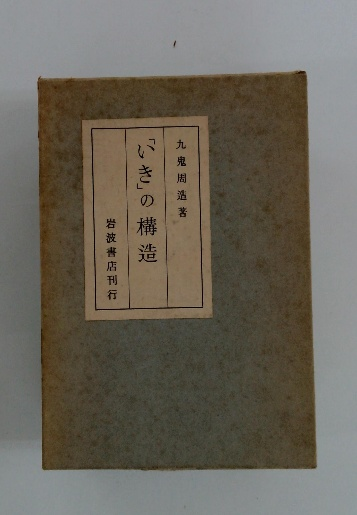 九鬼周造著
「いき」の構造
岩波書店刊行